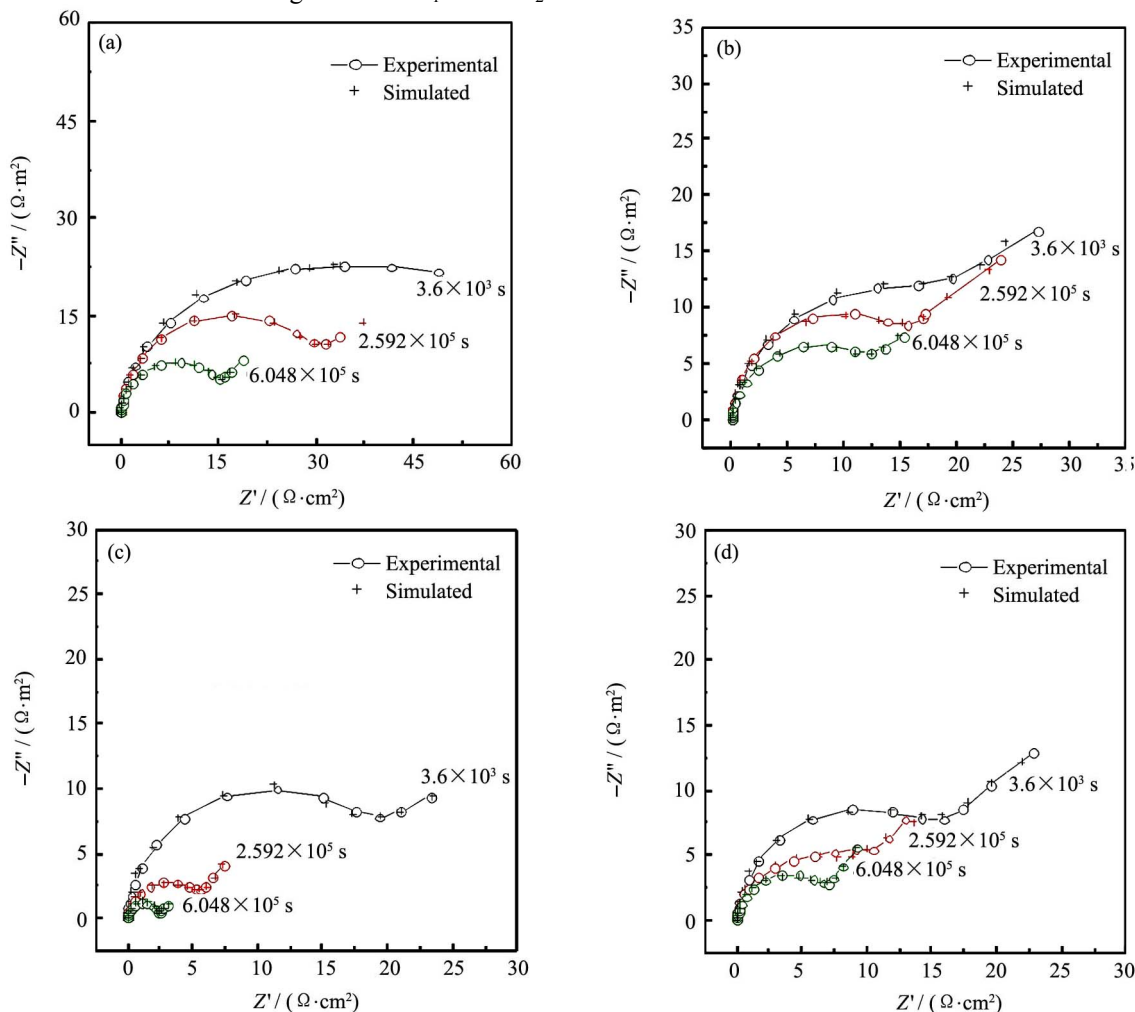 (a)
60
45
30
15
0
−Z'' / ( Ω·m²)
Experimental
Simulated
3.6×10³ s
2.592×10⁵ s
6.048×10⁵ s
0 15 30 45 60
Z' / ( Ω·cm²)
(b)
35
30
25
20
15
10
5
0
−Z'' / ( Ω·m²)
Experimental
Simulated
3.6×10³ s
2.592×10⁵ s
6.048×10⁵ s
0 5 10 15 20 25 30 35
Z' / ( Ω·cm²)
(c)
30
25
20
15
10
5
0
−Z'' / ( Ω·m²)
Experimental
Simulated
3.6×10³ s
2.592×10⁵ s
6.048×10⁵ s
0 5 10 15 20 25 30
Z' / ( Ω·cm²)
(d)
30
25
20
15
10
5
0
−Z'' / ( Ω·m²)
Experimental
Simulated
3.6×10³ s
2.592×10⁵ s
6.048×10⁵ s
0 5 10 15 20 25 30
Z' / ( Ω·cm²)